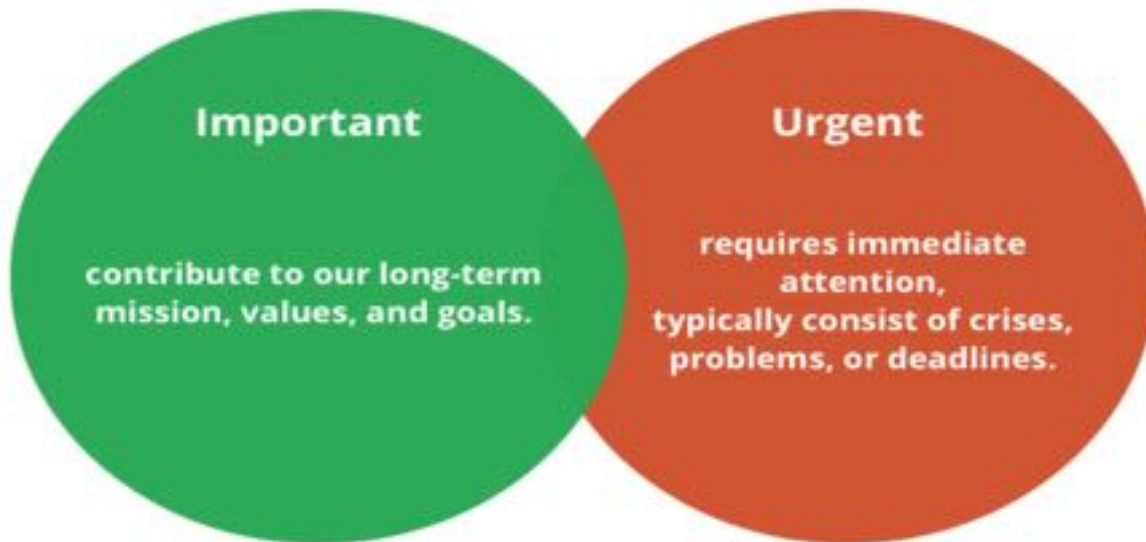 Important
contribute to our long-term
mission, values, and goals.
Urgent
requires immediate
attention,
typically consist of crises,
problems, or deadlines.